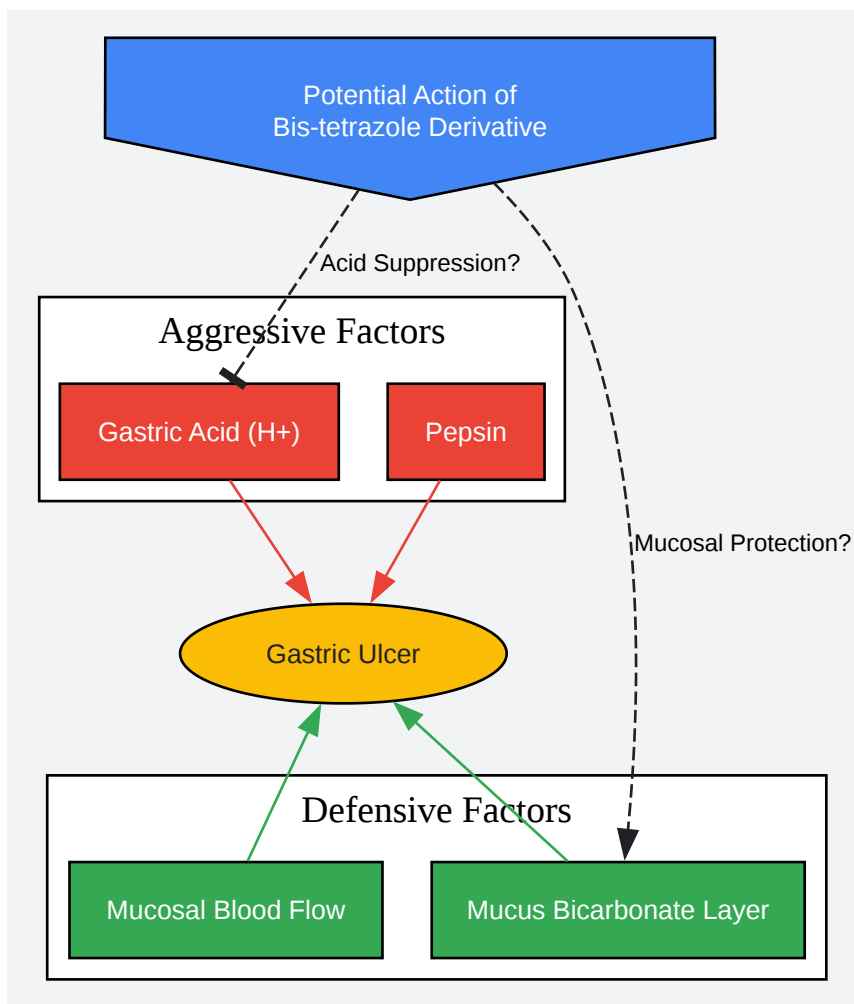 Potential Action of
Bis-tetrazole Derivative
Acid Suppression?
Aggressive Factors
Gastric Acid (H+)
Pepsin
Mucosal Protection?
Gastric Ulcer
Defensive Factors
Mucosal Blood Flow
Mucus Bicarbonate Layer